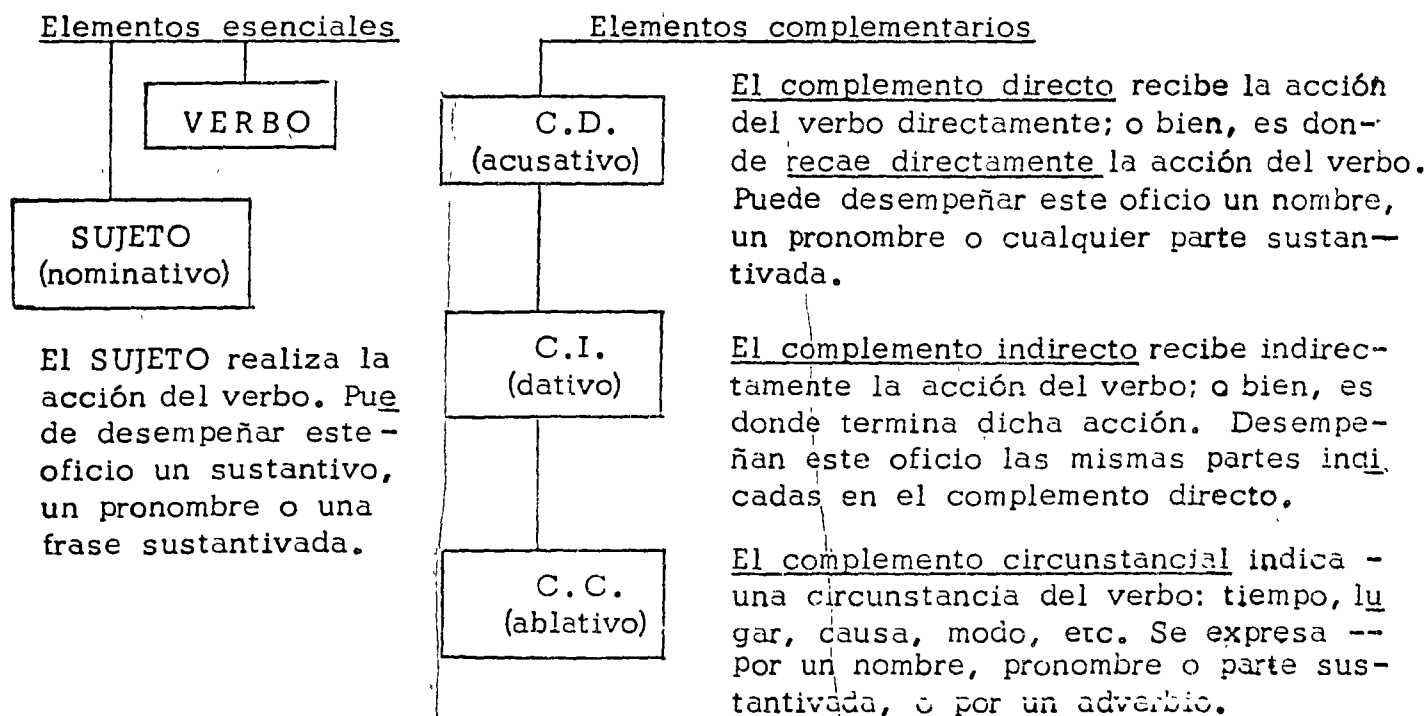 Elementos esenciales
VERBO
SUJETO
(nominativo)
El SUJETO realiza la
acción del verbo. Pue
de desempeñar este -
oficio un sustantivo,
un pronombre o una
frase sustantivada.
Elementos complementarios
C.D.
(acusativo)
El complemento directo recibe la acción
del verbo directamente; o bien, es don-
de recae directamente la acción del verbo.
Puede desempeñar este oficio un nombre,
un pronombre o cualquier parte sustan—
tivada.
C.I.
(dativo)
El complemento indirecto recibe indirec-
tamente la acción del verbo; o bien, es
donde termina dicha acción. Desempe-
ñan este oficio las mismas partes indi
cadas en el complemento directo.
C.C.
(ablativo)
El complemento circunstancial indica -
una circunstancia del verbo: tiempo, lu
gar, causa, modo, etc. Se expresa --
por un nombre, pronombre o parte sus-
tantivada, o por un adverbio.